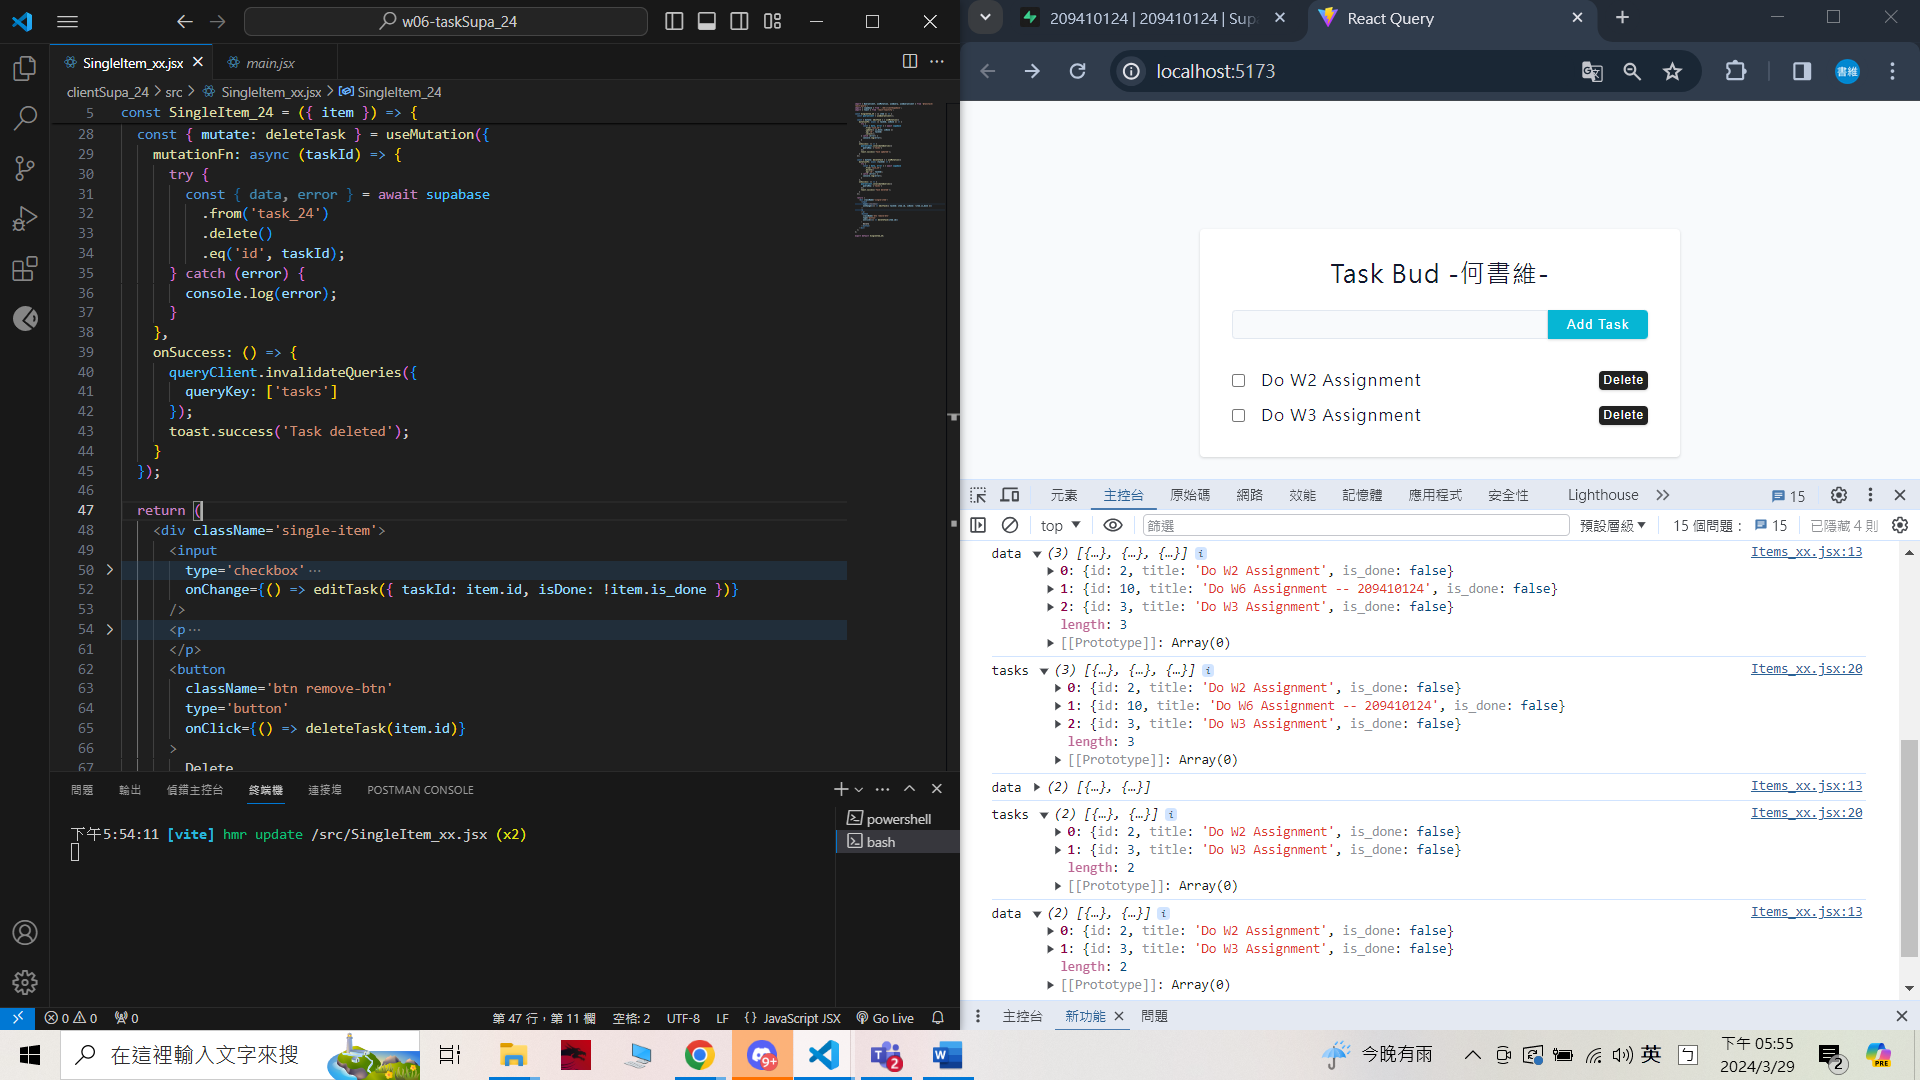 w06-taskSupa_24
SingleItem_xx.jsx
main.jsx
clientSupa_24 > src > SingleItem_xx.jsx > SingleItem_24
5 const SingleItem_24 = ({ item }) => {
28 const { mutate: deleteTask } = useMutation({
29 mutationFn: async (taskId) => {
30 try {
31 const { data, error } = await supabase
32 .from('task_24')
33 .delete()
34 .eq('id', taskId);
35 } catch (error) {
36 console.log(error);
37 }
38 },
39 onSuccess: () => {
40 queryClient.invalidateQueries({
41 queryKey: ['tasks']
42 });
43 toast.success('Task deleted');
44 }
45 });
46
47 return (
48 <div className='single-item'>
49 <input
50 type='checkbox' ...
52 onChange={() => editTask({ taskId: item.id, isDone: !item.is_done })}
53 />
54 <p ...
61 </p>
62 <button
63 className='btn remove-btn'
64 type='button'
65 onClick={() => deleteTask(item.id)}
66 >
67 Delete
問題 輸出 偵錯主控台 終端機 連接埠 POSTMAN CONSOLE
下午5:54:11 [vite] hmr update /src/SingleItem_xx.jsx (x2)
powershell
bash
0 0 0 第 47 行，第 11 欄 空格: 2 UTF-8 LF {} JavaScript JSX Go Live
209410124 | 209410124 | Sup
React Query
localhost:5173
書維
Task Bud -何書維-
Add Task
Do W2 Assignment Delete
Do W3 Assignment Delete
元素 主控台 原始碼 網路 效能 記憶體 應用程式 安全性 Lighthouse 15
top 篩選 預設層級 15 個問題： 15 已隱藏 4 則
data (3) [{…}, {…}, {…}] i Items_xx.jsx:13
0: {id: 2, title: 'Do W2 Assignment', is_done: false}
1: {id: 10, title: 'Do W6 Assignment -- 209410124', is_done: false}
2: {id: 3, title: 'Do W3 Assignment', is_done: false}
length: 3
[[Prototype]]: Array(0)
tasks (3) [{…}, {…}, {…}] i Items_xx.jsx:20
0: {id: 2, title: 'Do W2 Assignment', is_done: false}
1: {id: 10, title: 'Do W6 Assignment -- 209410124', is_done: false}
2: {id: 3, title: 'Do W3 Assignment', is_done: false}
length: 3
[[Prototype]]: Array(0)
data (2) [{…}, {…}] Items_xx.jsx:13
tasks (2) [{…}, {…}] i Items_xx.jsx:20
0: {id: 2, title: 'Do W2 Assignment', is_done: false}
1: {id: 3, title: 'Do W3 Assignment', is_done: false}
length: 2
[[Prototype]]: Array(0)
data (2) [{…}, {…}] i Items_xx.jsx:13
0: {id: 2, title: 'Do W2 Assignment', is_done: false}
1: {id: 3, title: 'Do W3 Assignment', is_done: false}
length: 2
[[Prototype]]: Array(0)
主控台 新功能 問題
在這裡輸入文字來搜
9+
2
今晚有雨
英
ㄅ
下午 05:55
2024/3/29
2
PRE